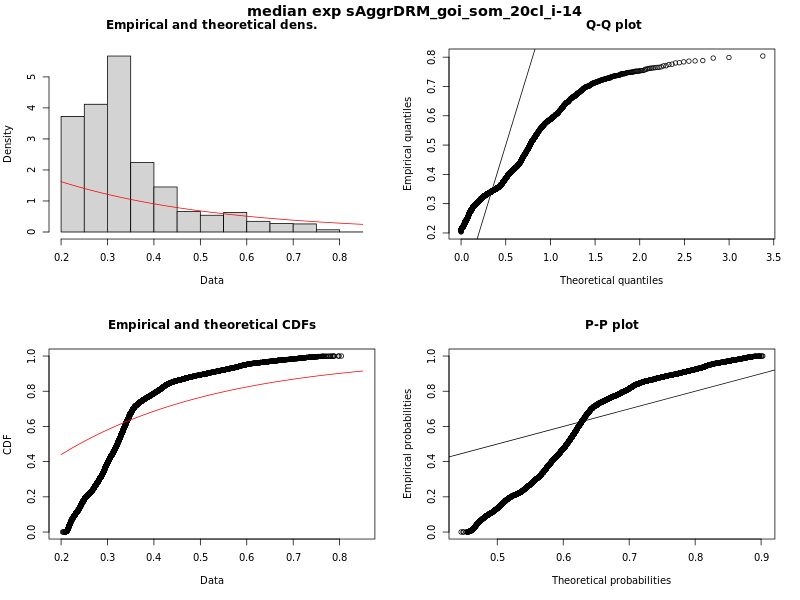 median exp sAggrDRM_goi_som_20cl_i-14
Empirical and theoretical dens.
Density
0 1 2 3 4 5
0.2 0.3 0.4 0.5 0.6 0.7 0.8
Data
Q-Q plot
Empirical quantiles
0.2 0.3 0.4 0.5 0.6 0.7 0.8
0.0 0.5 1.0 1.5 2.0 2.5 3.0 3.5
Theoretical quantiles
Empirical and theoretical CDFs
CDF
0.0 0.2 0.4 0.6 0.8 1.0
0.2 0.3 0.4 0.5 0.6 0.7 0.8
Data
P-P plot
Empirical probabilities
0.0 0.2 0.4 0.6 0.8 1.0
0.5 0.6 0.7 0.8 0.9
Theoretical probabilities